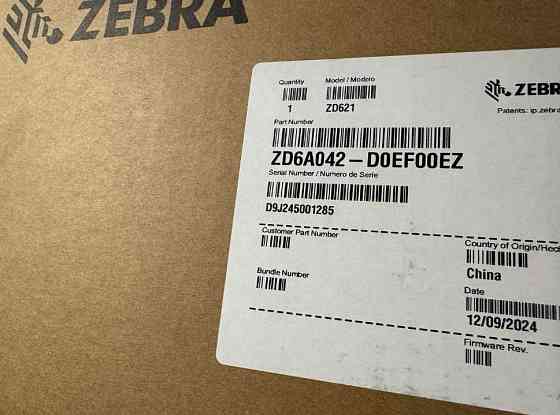 ZEBRA
ZEBRA
Patents: ip.zebra
Quantity
1
Model / Modelo
ZD621
Part Number
ZD6A042-D0EF00EZ
Serial Number / Numero de Serie
D9J245001285
Customer Part Number
Country of Origin/Hec
China
Bundle Number
Date
12/09/2024
Firmware Rev.